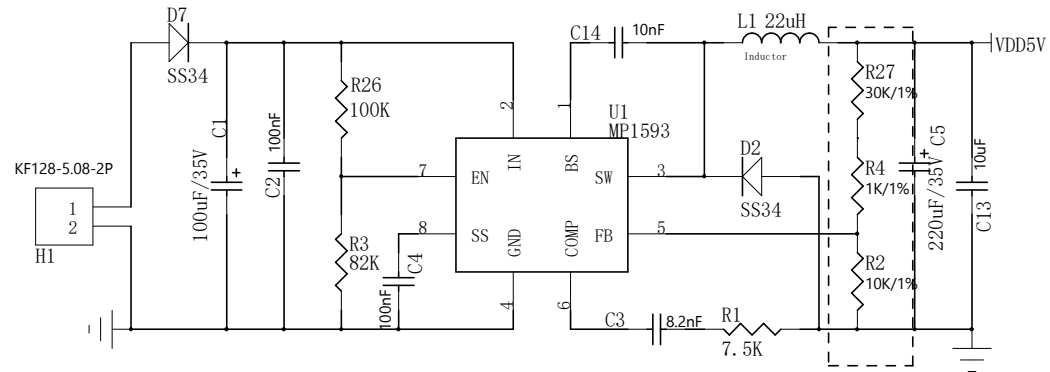 D7
SS34
C14
10nF
L1 22uH
Inductor
VDD5V
R26
100K
2
1
U1
MP1593
R27
30K/1%
C1
100uF/35V
+
100nF
C2
IN
BS
D2
SS34
C5
220uF/35V
+
10uF
C13
KF128-5.08-2P
7
EN
SW
3
R4
1K/1%
1
2
H1
R3
82K
8
SS
GND
COMP
FB
5
C4
100nF
R2
10K/1%
4
6
C3
8.2nF
R1
7.5K